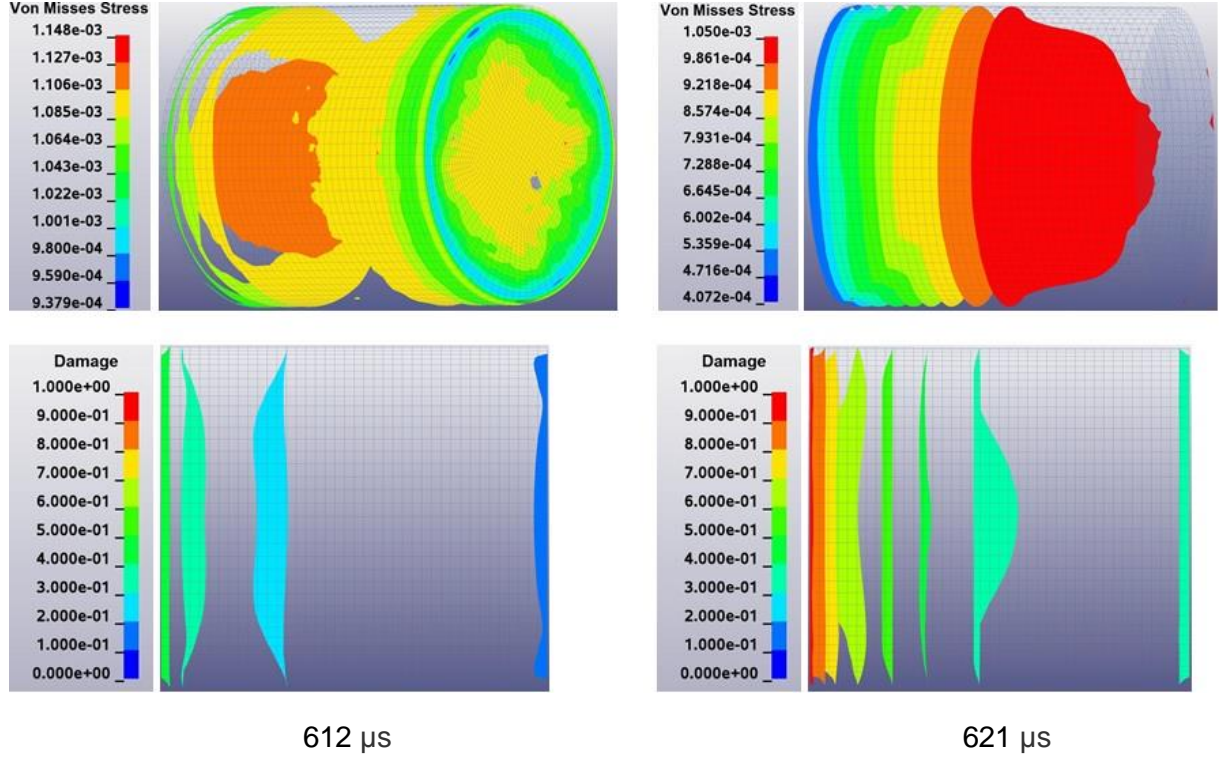 Von Misses Stress
1.148e-03
1.127e-03
1.106e-03
1.085e-03
1.064e-03
1.043e-03
1.022e-03
1.001e-03
9.800e-04
9.590e-04
9.379e-04
Von Misses Stress
1.050e-03
9.861e-04
9.218e-04
8.574e-04
7.931e-04
7.288e-04
6.645e-04
6.002e-04
5.359e-04
4.716e-04
4.072e-04
Damage
1.000e+00
9.000e-01
8.000e-01
7.000e-01
6.000e-01
5.000e-01
4.000e-01
3.000e-01
2.000e-01
1.000e-01
0.000e+00
Damage
1.000e+00
9.000e-01
8.000e-01
7.000e-01
6.000e-01
5.000e-01
4.000e-01
3.000e-01
2.000e-01
1.000e-01
0.000e+00
612 µs
621 µs